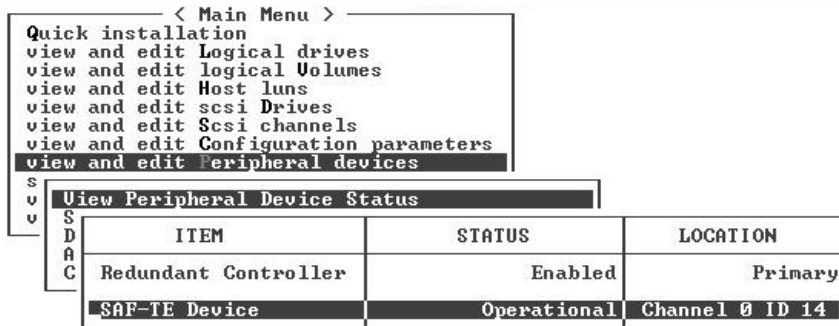 < Main Menu >
Quick installation
view and edit Logical drives
view and edit logical Volumes
view and edit Host luns
view and edit scsi Drives
view and edit Scsi channels
view and edit Configuration parameters
view and edit Peripheral devices
s
v View Peripheral Device Status
v S
D ITEM STATUS LOCATION
A
C Redundant Controller Enabled Primary
SAF-TE Device Operational Channel 0 ID 14